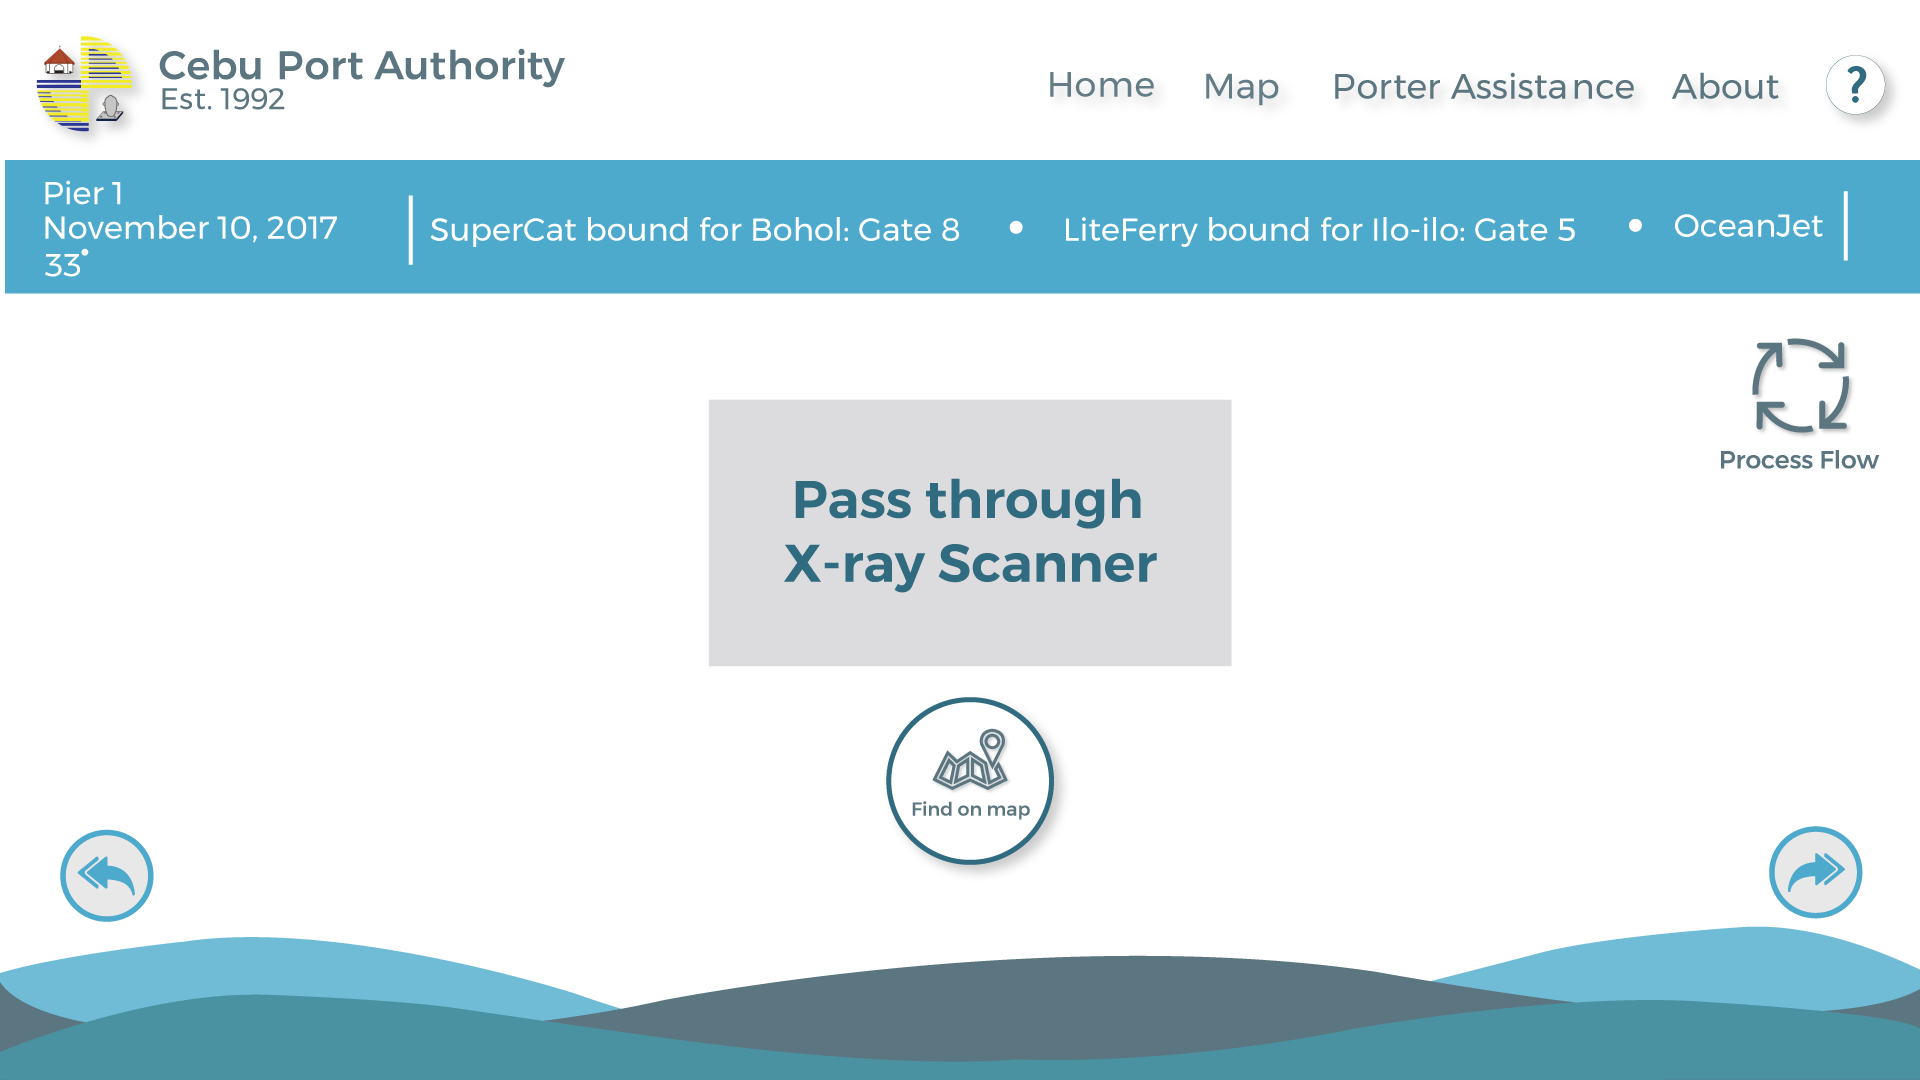 Cebu Port Authority
Est. 1992
Home Map Porter Assistance About ?
Pier 1
November 10, 2017
33°
SuperCat bound for Bohol: Gate 8 • LiteFerry bound for Ilo-ilo: Gate 5 • OceanJet
Process Flow
Pass through
X-ray Scanner
Find on map